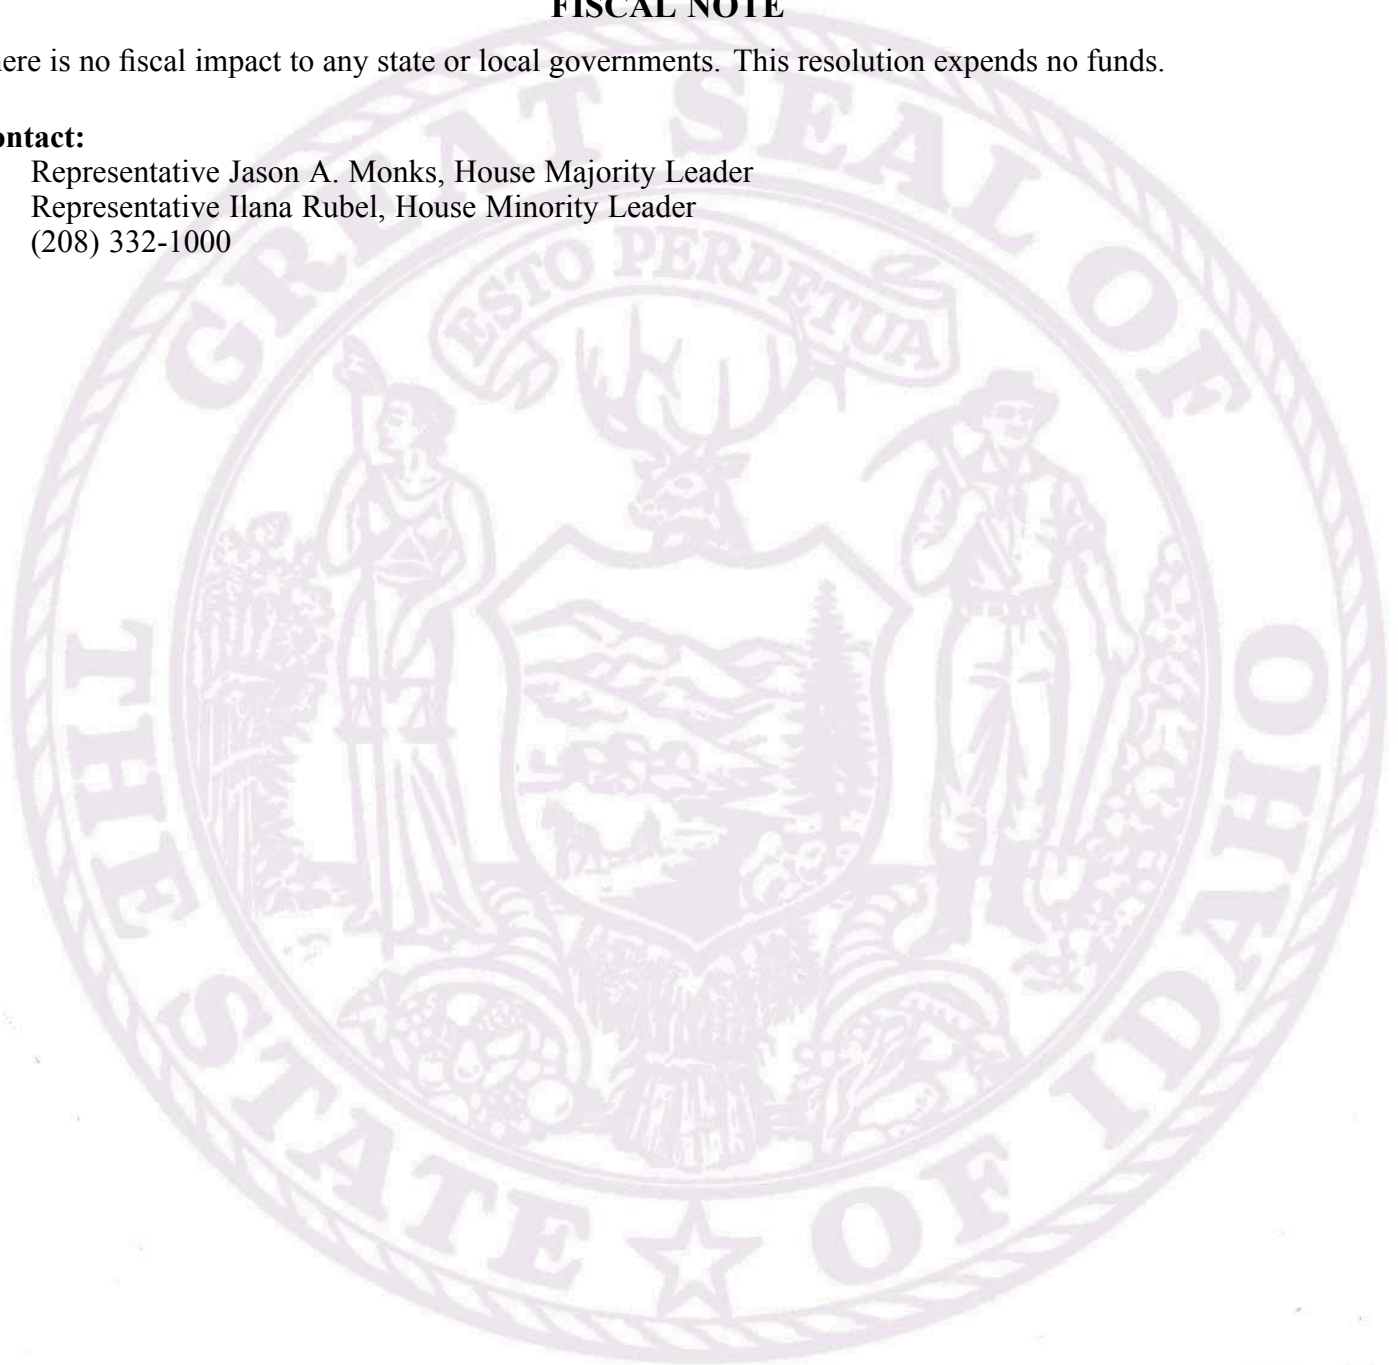 FISCAL NOTE
here is no fiscal impact to any state or local governments. This resolution expends no funds.
ontact:
Representative Jason A. Monks, House Majority Leader
Representative Ilana Rubel, House Minority Leader
(208) 332-1000
GREAT SEAL OF
THE STATE OF IDAHO
ESTO PERPETUA